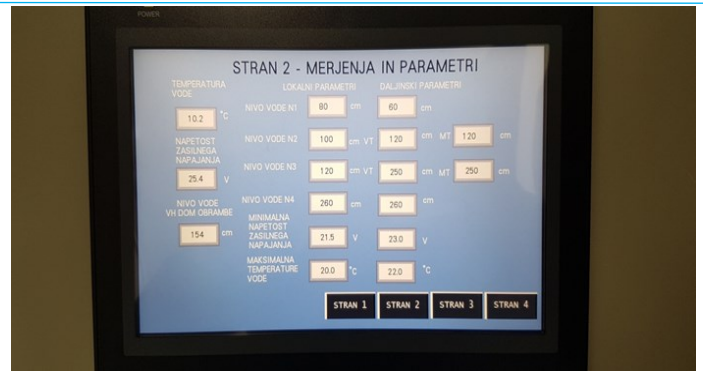 POWER
STRAN 2 - MERJENJA IN PARAMETRI
TEMPERATURA
VODE
10.2 °C
NAPETOST
ZASILNEGA
NAPAJANJA
25.4 V
NIVO VODE
VH DOM OBRAMBE
154 cm
LOKALNI PARAMETRI DALJINSKI PARAMETRI
NIVO VODE N1 80 cm 60 cm
NIVO VODE N2 100 cm VT 120 cm MT 120 cm
NIVO VODE N3 120 cm VT 250 cm MT 250 cm
NIVO VODE N4 260 cm 260 cm
MINIMALNA
NAPETOST
ZASILNEGA
NAPAJANJA
21.5 V 23.0 V
MAKSIMALNA
TEMPERATURE
VODE
20.0 °C 22.0 °C
STRAN 1 STRAN 2 STRAN 3 STRAN 4